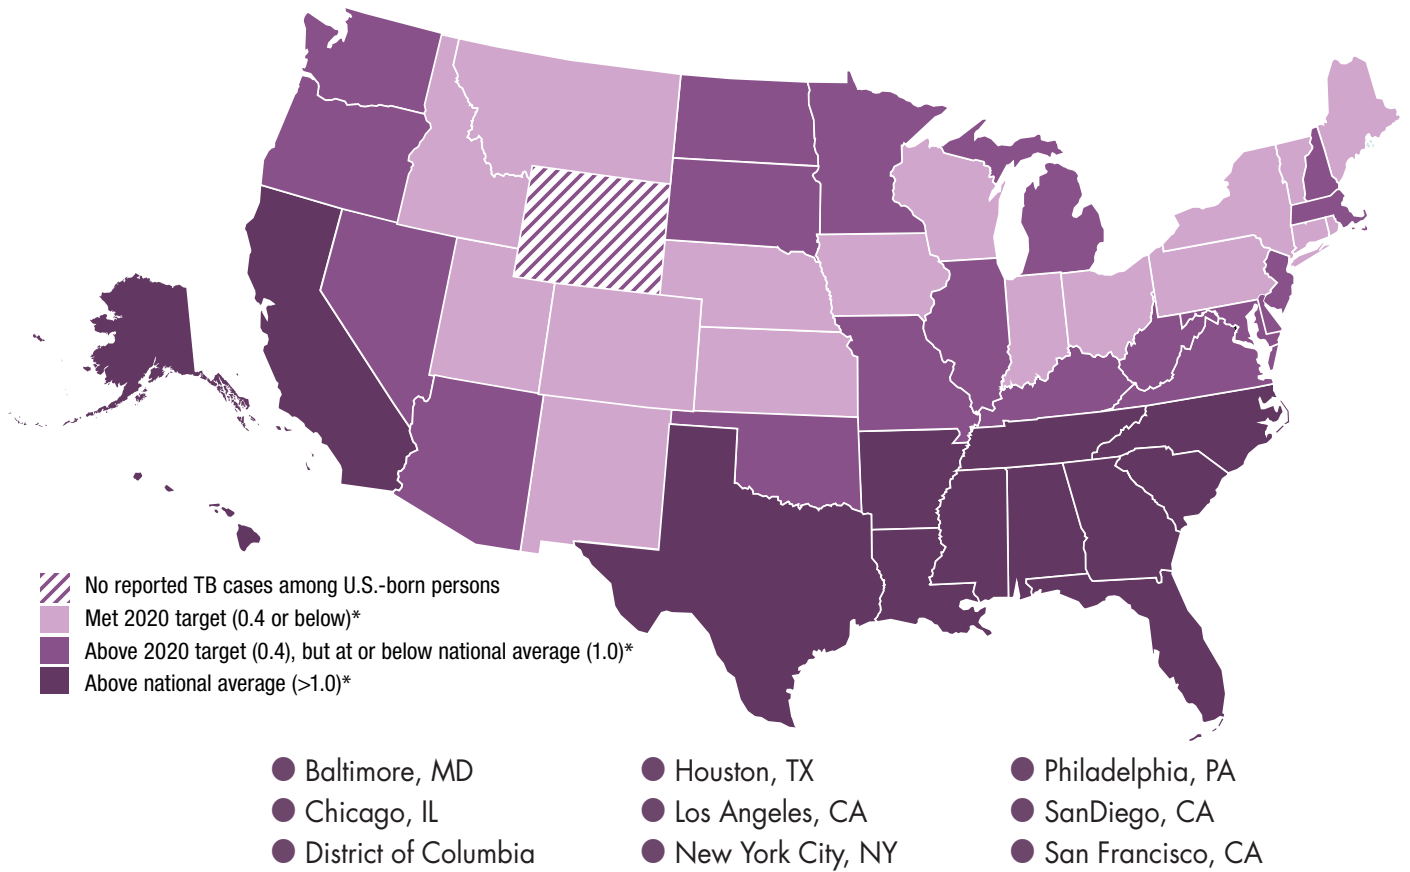 No reported TB cases among U.S.-born persons
Met 2020 target (0.4 or below)*
Above 2020 target (0.4), but at or below national average (1.0)*
Above national average (>1.0)*
Baltimore, MD
Houston, TX
Philadelphia, PA
Chicago, IL
Los Angeles, CA
SanDiego, CA
District of Columbia
New York City, NY
San Francisco, CA